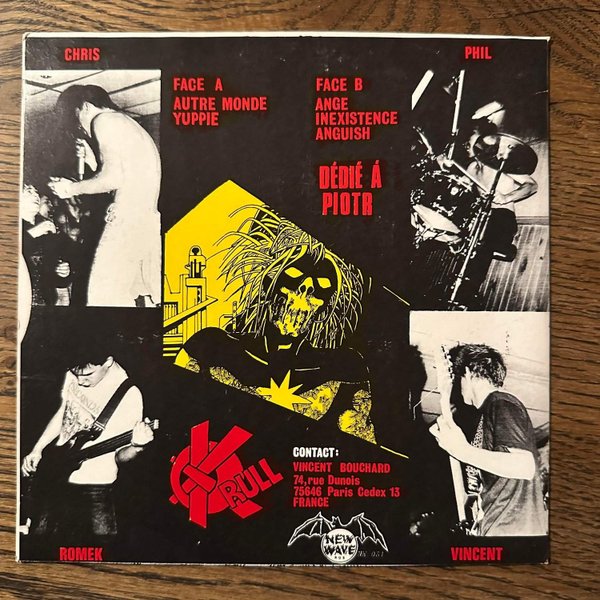 CHRIS
PHIL
FACE A
AUTRE MONDE
YUPPIE
FACE B
ANGE
INEXISTENCE
ANGUISH
DÉDIÉ Á
PIOTR
KRULL
CONTACT:
VINCENT BOUCHARD
74,rue Dunois
75646 Paris Cedex 13
FRANCE
NEW
WAVE
ROMEK
VINCENT